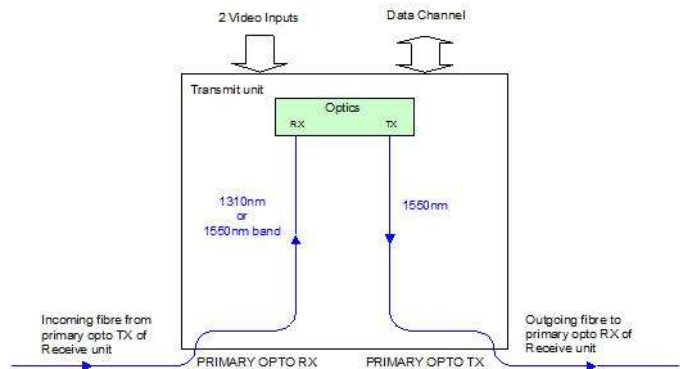 2 Video Inputs
Data Channel
Transmit unit
Optics
RX
TX
1310nm
or
1550nm band
1550nm
Incoming fibre from
primary opto TX of
Receive unit
Outgoing fibre to
primary opto RX of
Receive unit
PRIMARY OPTO RX
PRIMARY OPTO TX